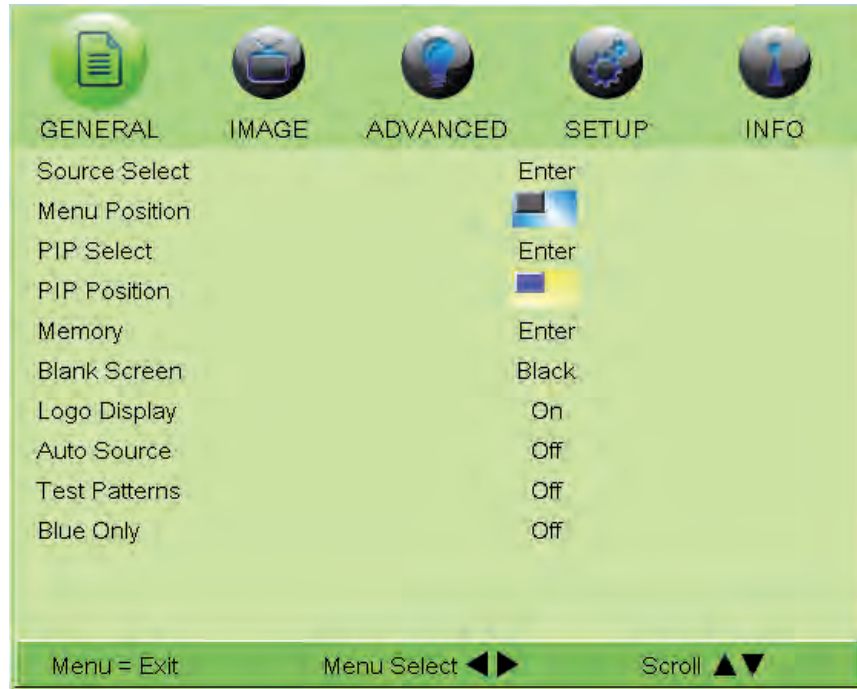 GENERAL IMAGE ADVANCED SETUP INFO
Source Select Enter
Menu Position
PIP Select Enter
PIP Position
Memory Enter
Blank Screen Black
Logo Display On
Auto Source Off
Test Patterns Off
Blue Only Off
Menu = Exit Menu Select ◀▶ Scroll ▲▼